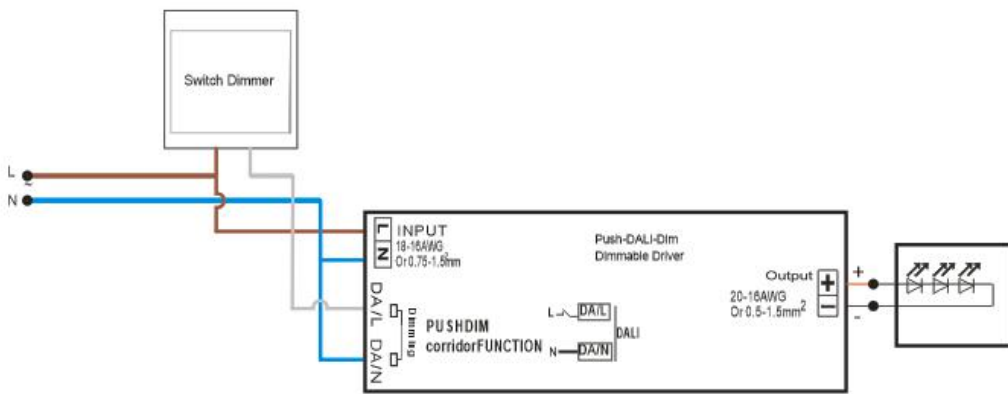 Switch Dimmer
L
~
N
L INPUT
N 18-16AWG
Or 0.75-1.5mm²
Push-DALI-Dim
Dimmable Driver
Output
+
+
-
20-16AWG
Or 0.5-1.5mm²
DA/L
DA/N
Dimming
PUSHDIM
corridorFUNCTION
L DA/L
DALI
N DA/N